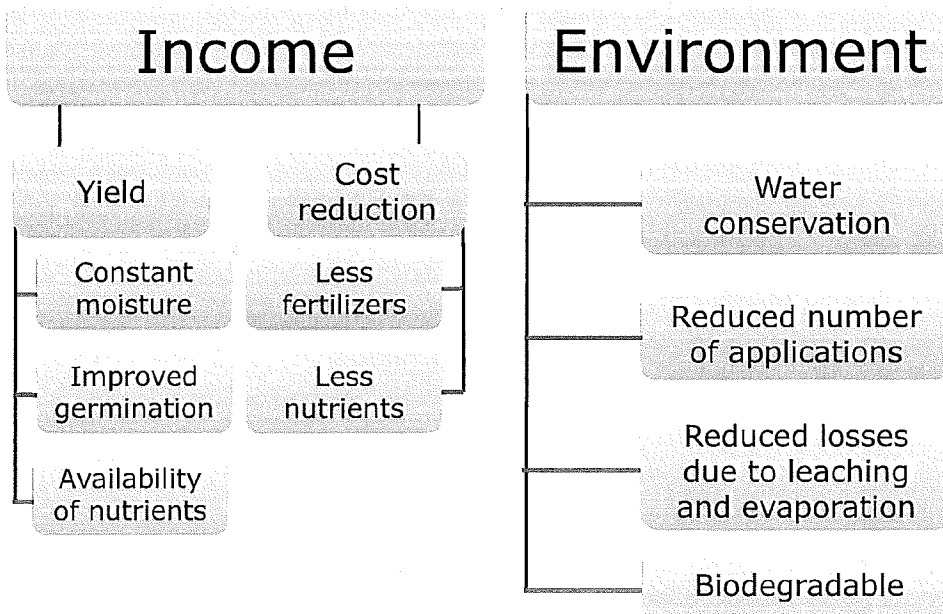 Income
Yield
Constant
moisture
Improved
germination
Availability
of nutrients
Cost
reduction
Less
fertilizers
Less
nutrients
Environment
Water
conservation
Reduced number
of applications
Reduced losses
due to leaching
and evaporation
Biodegradable